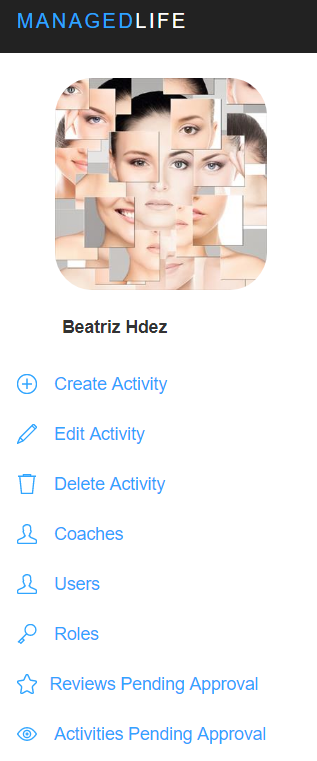 MANAGEDLIFE
Beatriz Hdez
Create Activity
Edit Activity
Delete Activity
Coaches
Users
Roles
Reviews Pending Approval
Activities Pending Approval